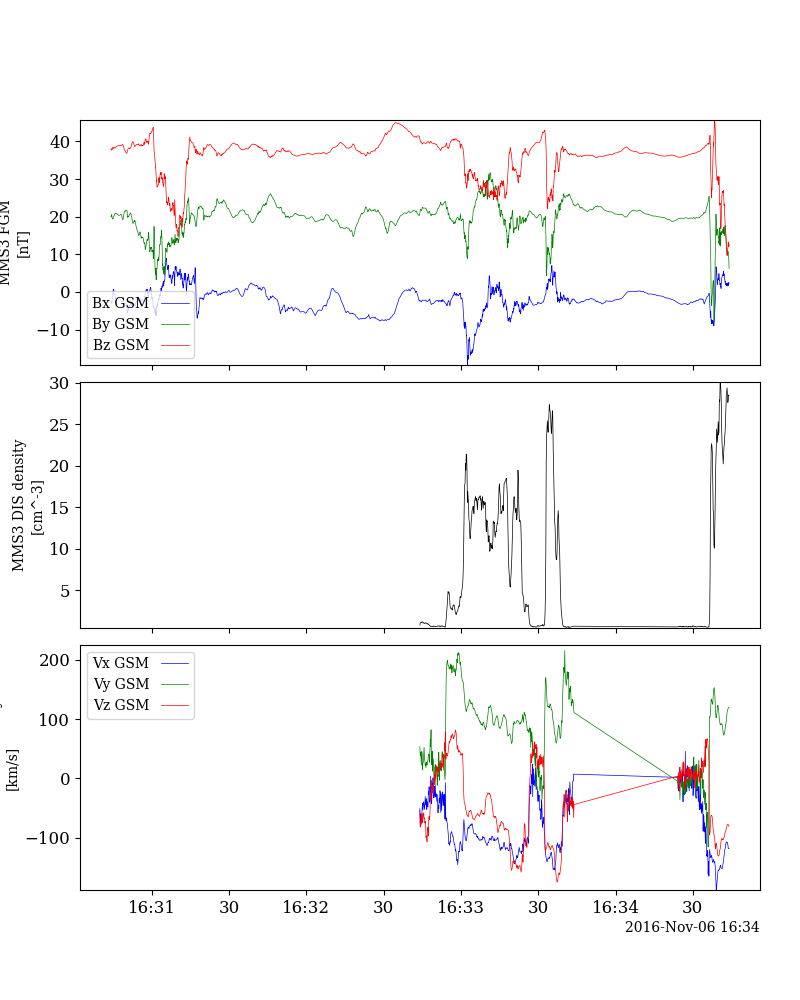 MMS3 FGM
[nT]
40
30
20
10
0
−10
Bx GSM
By GSM
Bz GSM
MMS3 DIS density
[cm^-3]
30
25
20
15
10
5
[km/s]
200
100
0
−100
Vx GSM
Vy GSM
Vz GSM
16:31 30 16:32 30 16:33 30 16:34 30
2016-Nov-06 16:34